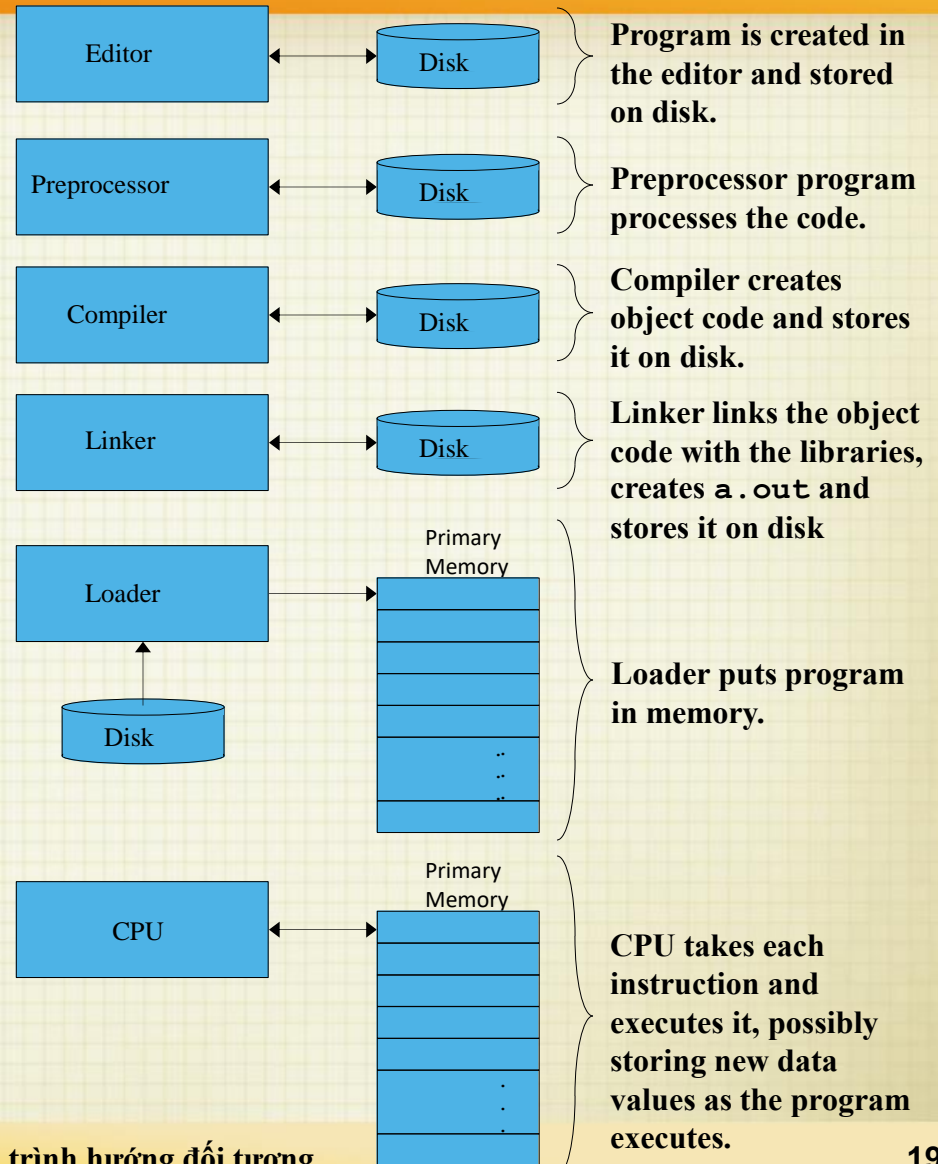 Editor
Disk
Program is created in
the editor and stored
on disk.
Preprocessor
Disk
Preprocessor program
processes the code.
Compiler
Disk
Compiler creates
object code and stores
it on disk.
Linker
Disk
Linker links the object
code with the libraries,
creates a.out and
stores it on disk
Loader
Primary
Memory
Disk
Loader puts program
in memory.
CPU
Primary
Memory
CPU takes each
instruction and
executes it, possibly
storing new data
values as the program
executes.
trình hướng đối tượng
19